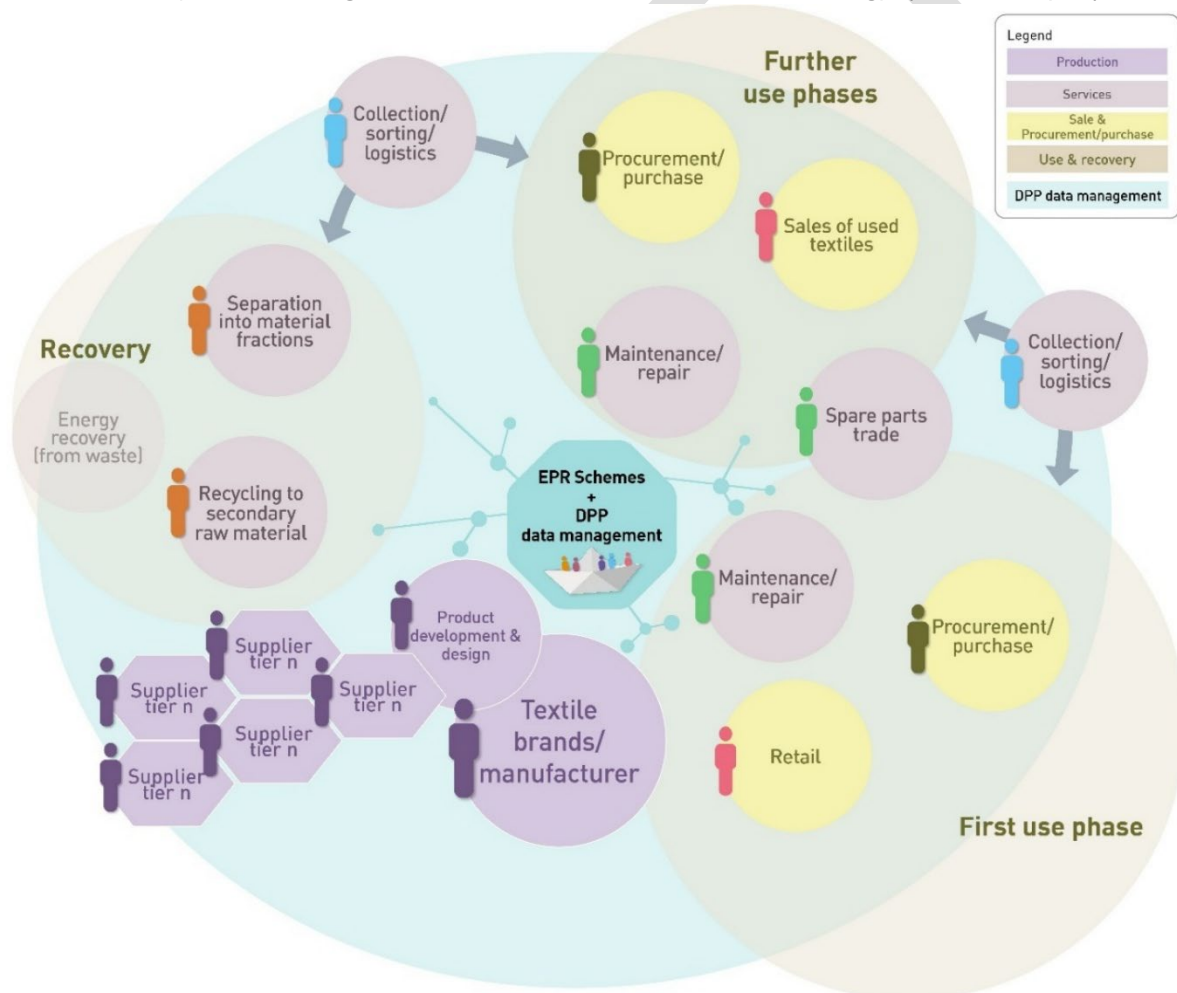 Legend
Production
Services
Sale &
Procurement/purchase
Use & recovery
DPP data management
Further
use phases
Collection/
sorting/
logistics
Procurement/
purchase
Sales of used
textiles
Separation
into material
fractions
Recovery
Maintenance/
repair
Collection/
sorting/
logistics
Energy
recovery
(from waste)
Spare parts
trade
EPR Schemes
+
DPP
data management
Recycling to
secondary
raw material
Maintenance/
repair
Product
development &
design
Procurement/
purchase
Supplier
tier n
Supplier
tier n
Supplier
tier n
Supplier
tier n
Supplier
tier n
Textile
brands/
manufacturer
Retail
First use phase